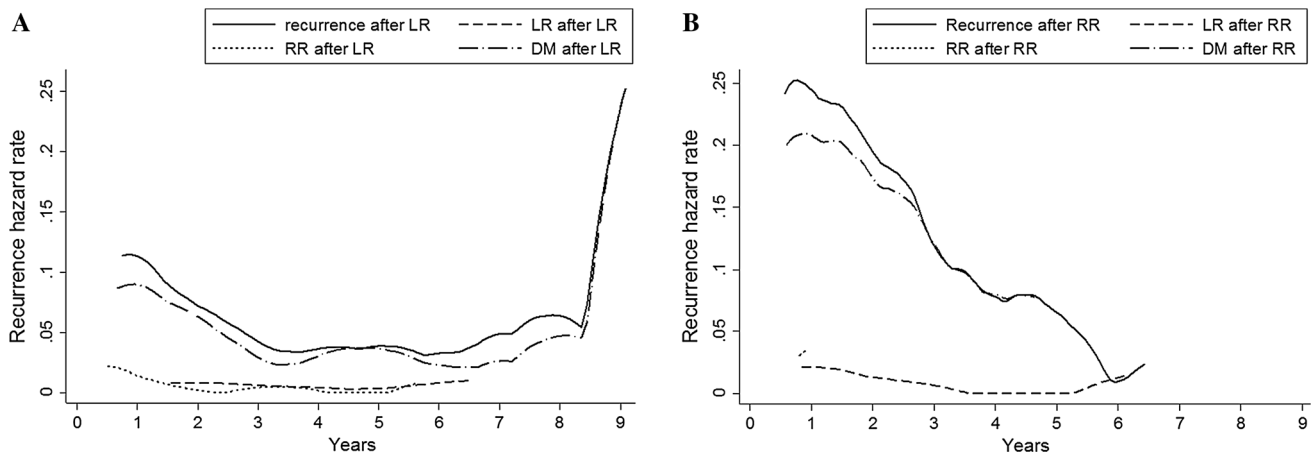 A
recurrence after LR
LR after LR
RR after LR
DM after LR
Recurrence hazard rate
.25
.2
.15
.1
.05
0
0 1 2 3 4 5 6 7 8 9
Years
B
Recurrence after RR
LR after RR
RR after RR
DM after RR
Recurrence hazard rate
.25
.2
.15
.1
.05
0
0 1 2 3 4 5 6 7 8 9
Years